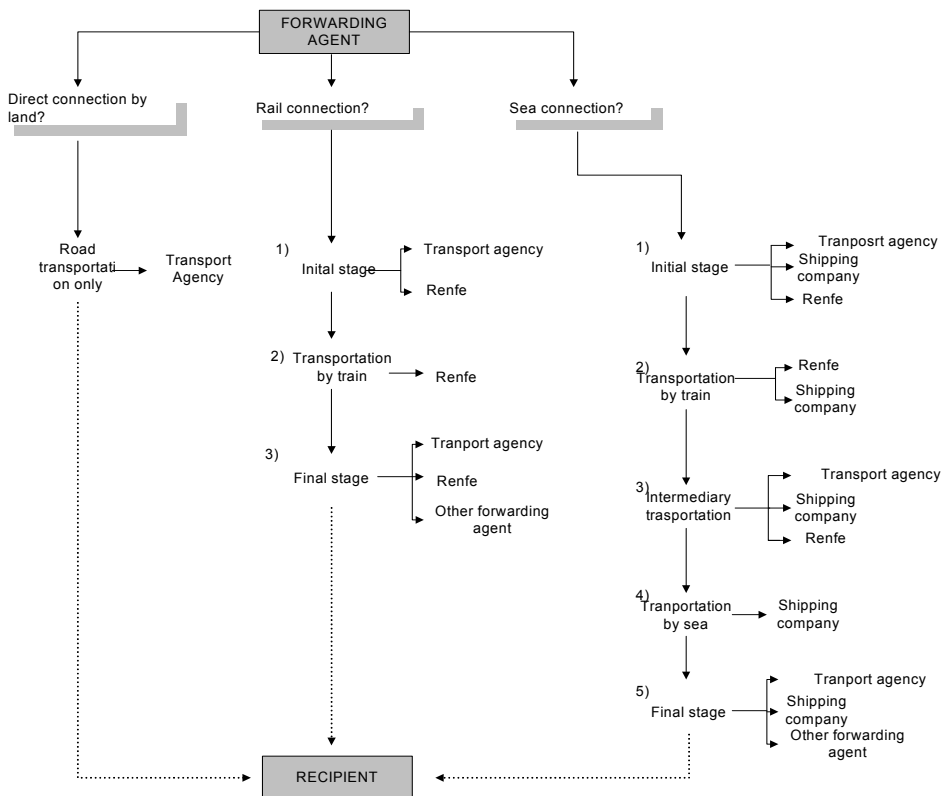 FORWARDING
AGENT
Direct connection by
land?
Rail connection?
Sea connection?
Road
transportati
on only
Transport
Agency
1)
Inital stage
Transport agency
Renfe
2)
Transportation
by train
Renfe
3)
Final stage
Tranport agency
Renfe
Other forwarding
agent
1)
Initial stage
Tranposrt agency
Shipping
company
Renfe
2)
Transportation
by train
Renfe
Shipping
company
3)
Intermediary
trasportation
Transport agency
Shipping
company
Renfe
4)
Tranportation
by sea
Shipping
company
5)
Final stage
Tranport agency
Shipping
company
Other forwarding
agent
RECIPIENT